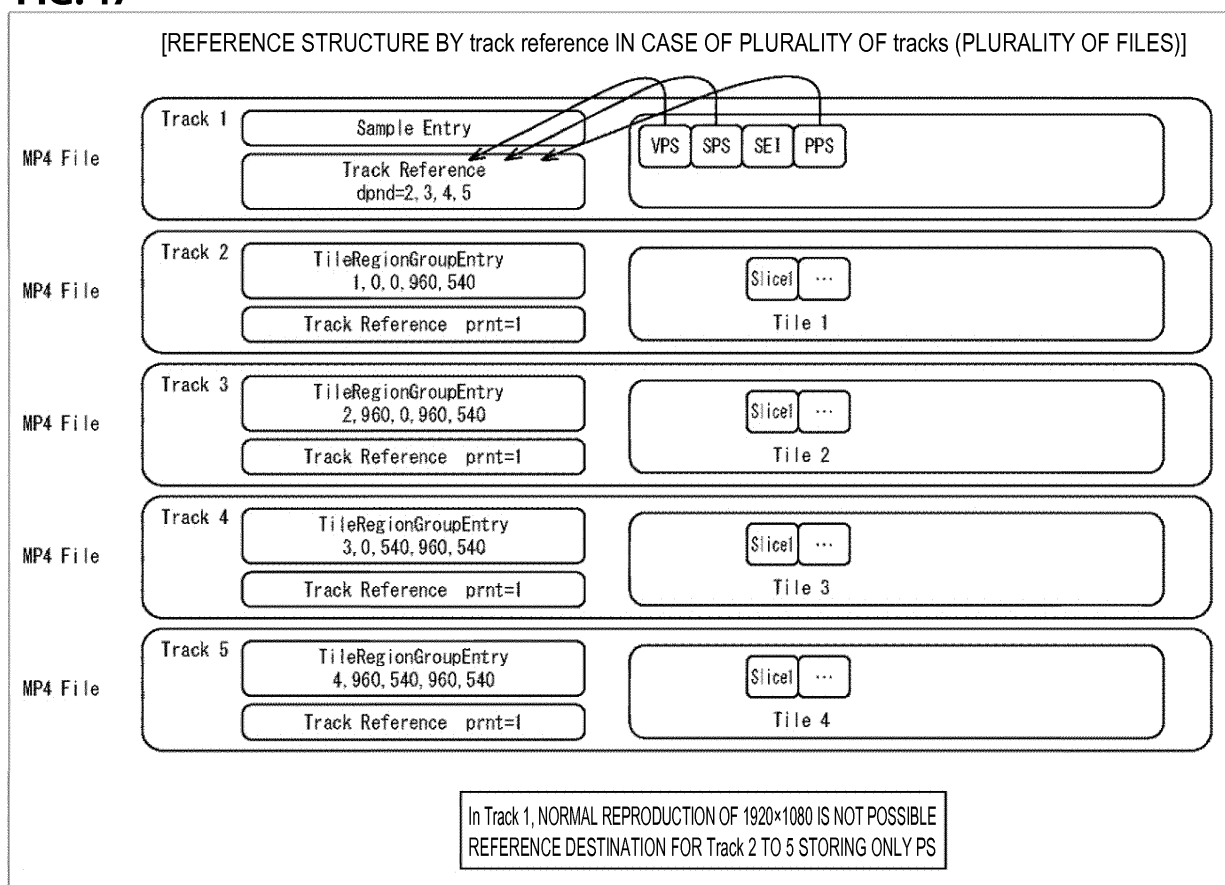 [REFERENCE STRUCTURE BY track reference IN CASE OF PLURALITY OF tracks (PLURALITY OF FILES)]
MP4 File
Track 1
Sample Entry
Track Reference
dpnd=2, 3, 4, 5
VPS SPS SEI PPS
MP4 File
Track 2
TileRegionGroupEntry
1, 0, 0, 960, 540
Track Reference prnt=1
Slice1 ...
Tile 1
MP4 File
Track 3
TileRegionGroupEntry
2, 960, 0, 960, 540
Track Reference prnt=1
Slice1 ...
Tile 2
MP4 File
Track 4
TileRegionGroupEntry
3, 0, 540, 960, 540
Track Reference prnt=1
Slice1 ...
Tile 3
MP4 File
Track 5
TileRegionGroupEntry
4, 960, 540, 960, 540
Track Reference prnt=1
Slice1 ...
Tile 4
In Track 1, NORMAL REPRODUCTION OF 1920×1080 IS NOT POSSIBLE
REFERENCE DESTINATION FOR Track 2 TO 5 STORING ONLY PS